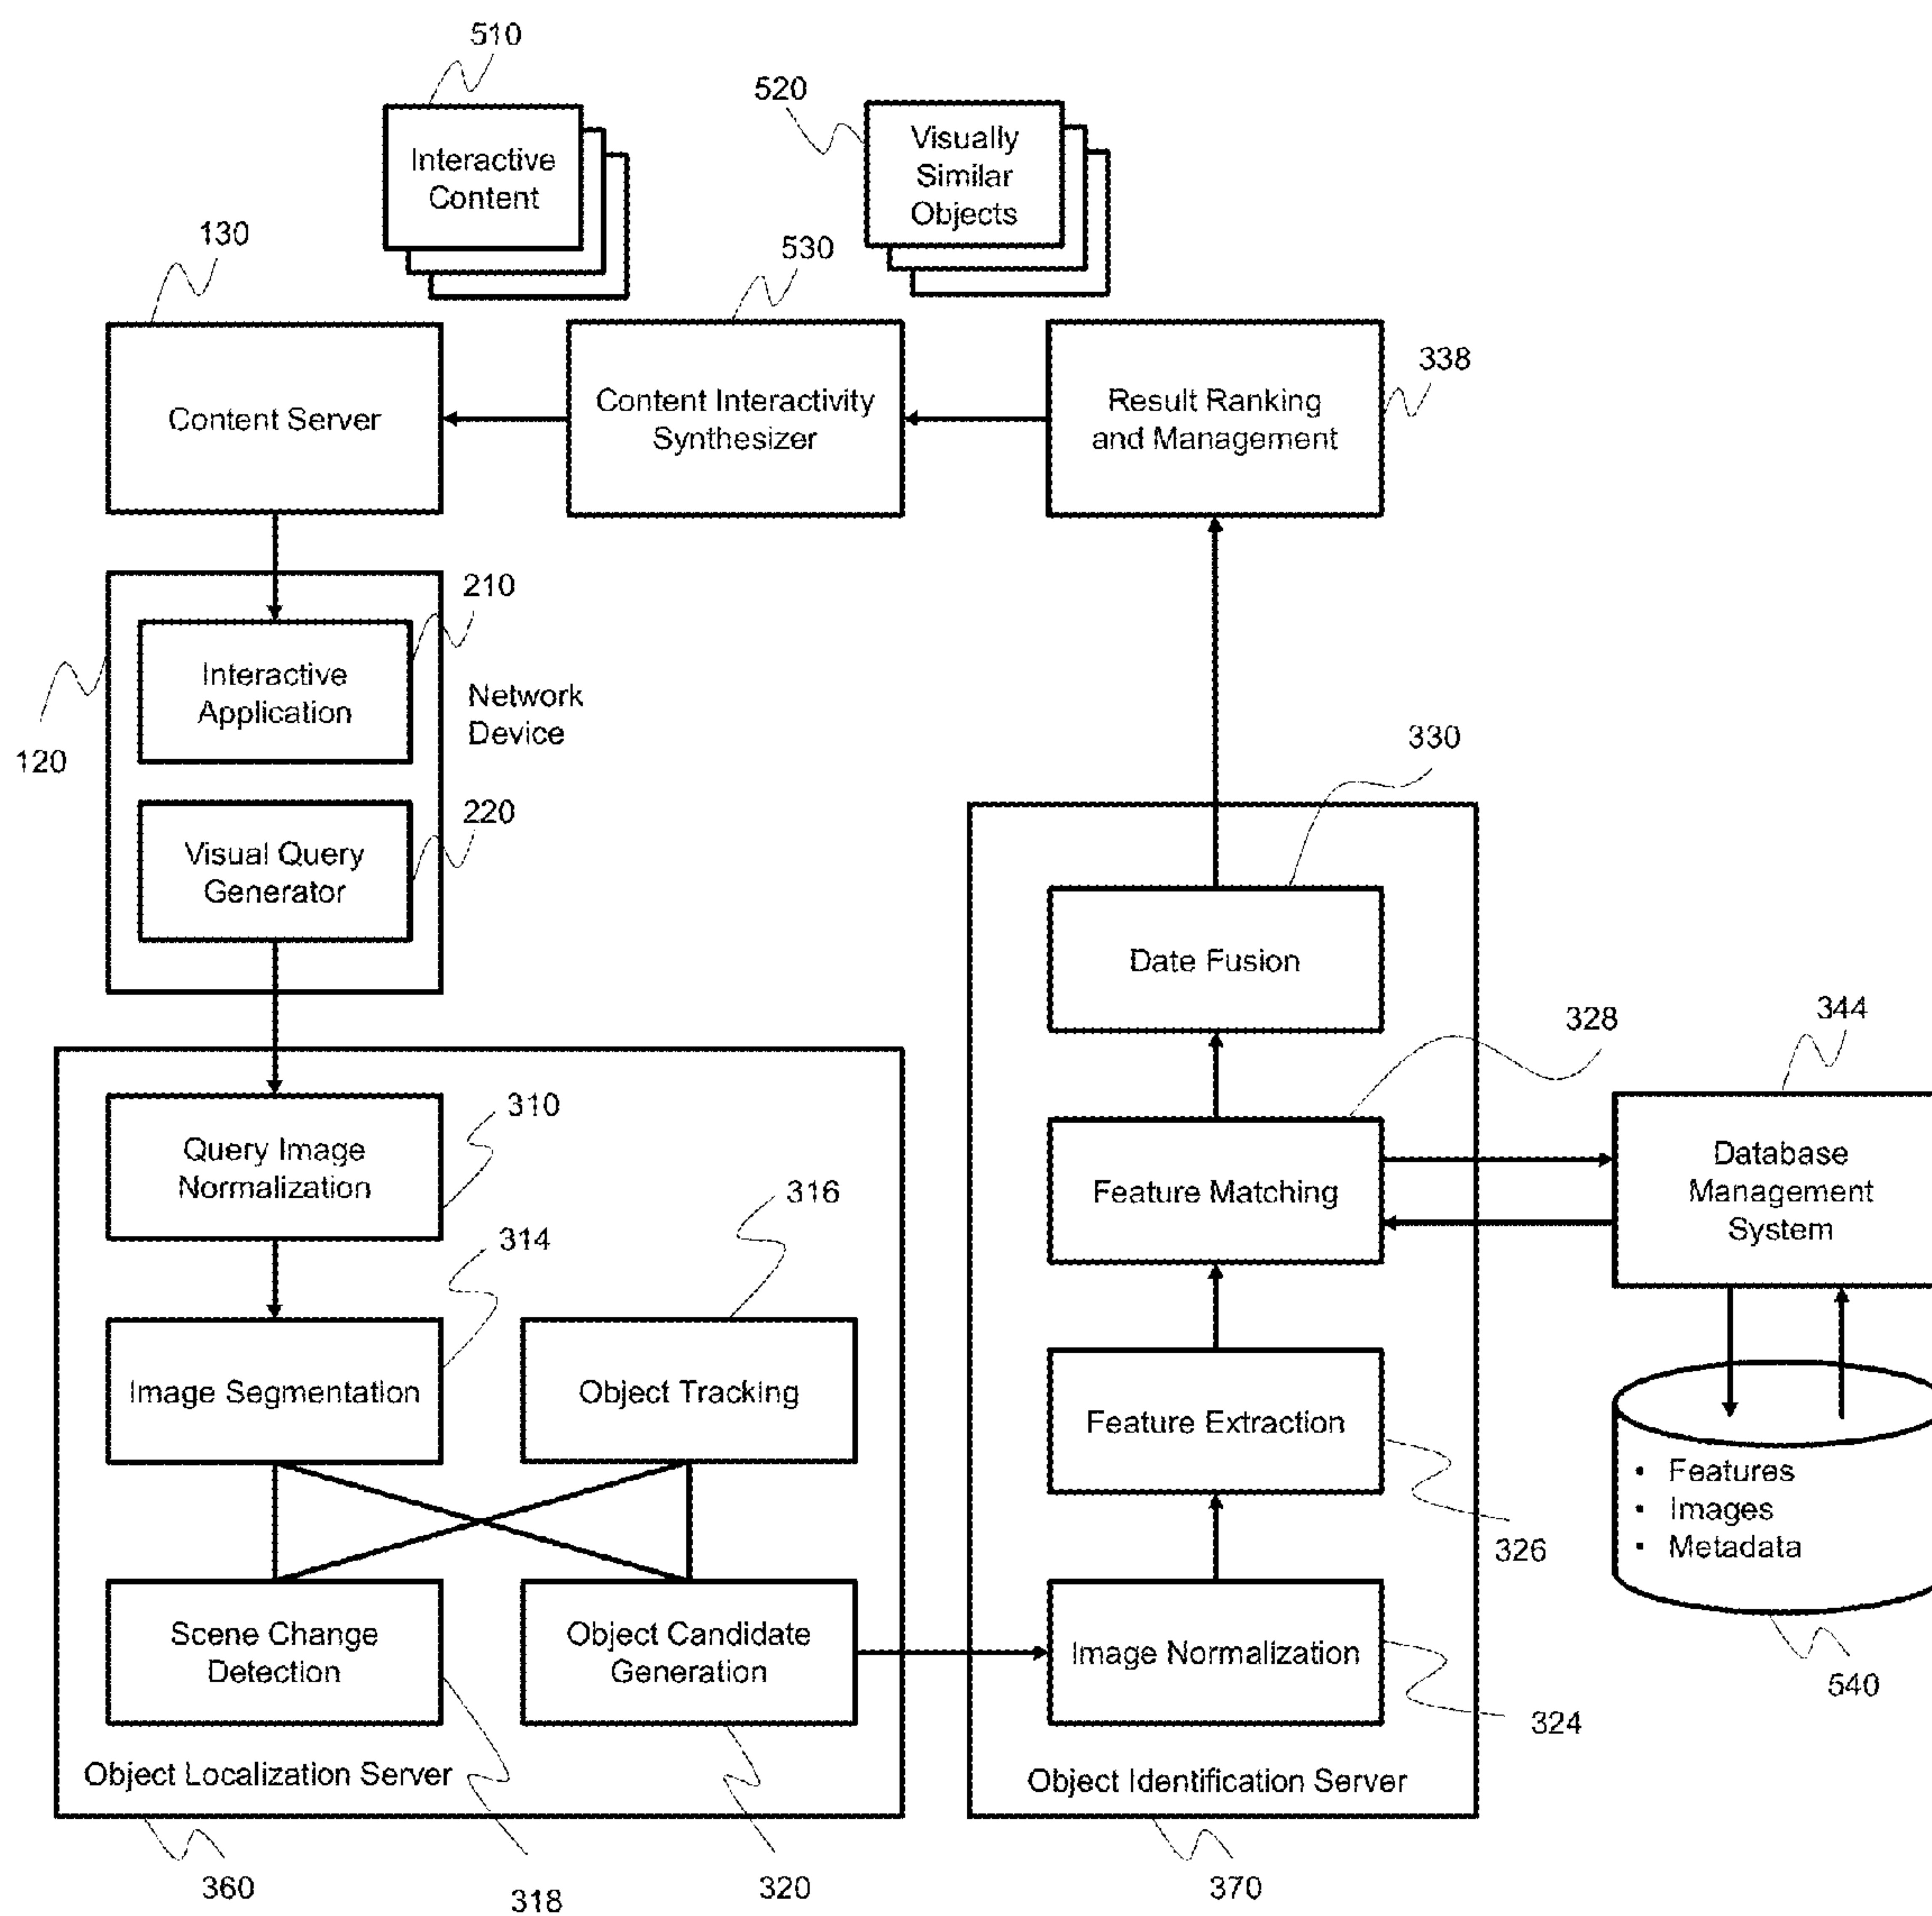 510
520
Interactive
Content
Visually
Similar
Objects
130
530
338
Content Server
Content Interactivity
Synthesizer
Result Ranking
and Management
210
Interactive
Application
Network
Device
120
220
Visual Query
Generator
330
Date Fusion
328
344
310
Query Image
Normalization
316
314
Feature Matching
Database
Management
System
Image Segmentation
Object Tracking
Feature Extraction
• Features
• Images
• Metadata
326
Scene Change
Detection
Object Candidate
Generation
Image Normalization
540
324
Object Localization Server
Object Identification Server
360
318
320
370